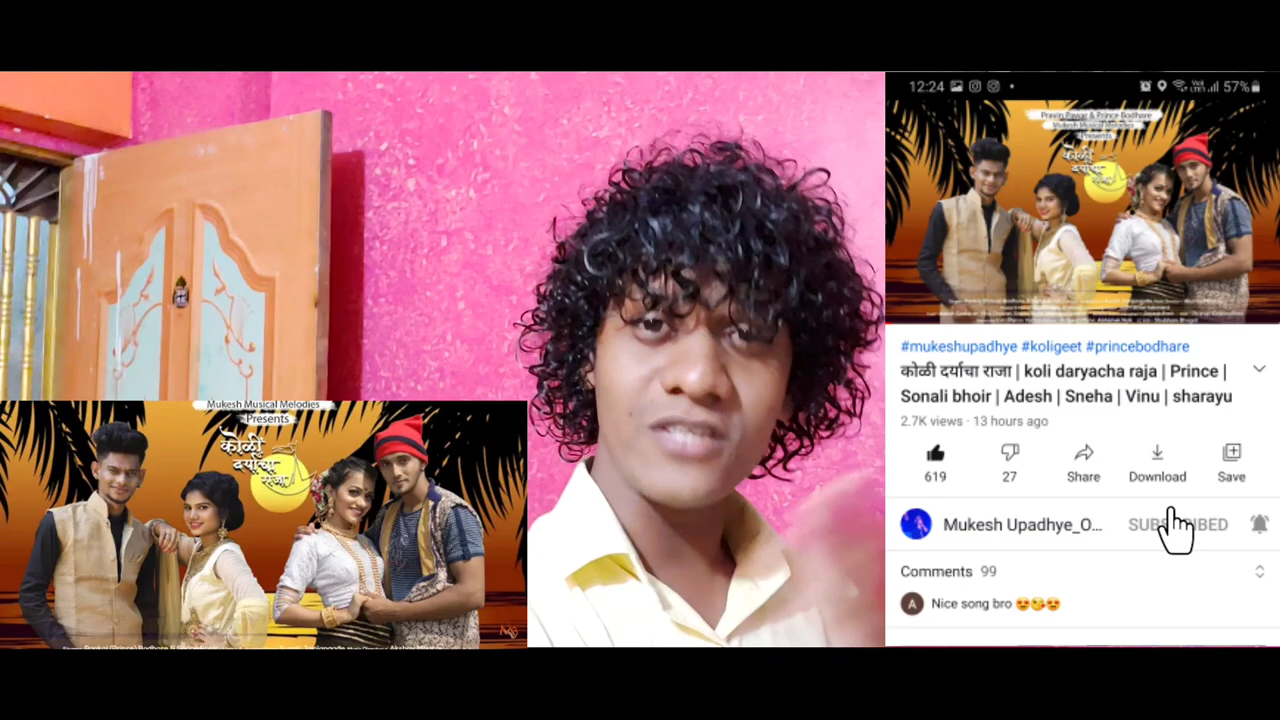 Mukesh Musical Melodies
Presents
कोळी
दर्याचा
राजा
12:24
57%
Pravin Pawar & Prince Bodhare
Mukesh Musical Melodies
Presents
कोळी
दर्याचा
राजा
#mukeshupadhye #koligeet #princebodhare
कोळी दर्याचा राजा | koli daryacha raja | Prince |
Sonali bhoir | Adesh | Sneha | Vinu | sharayu
2.7K views · 13 hours ago
619
27
Share
Download
Save
Mukesh Upadhye_O...
SUBSCRIBED
Comments 99
A
Nice song bro 😍😘😍